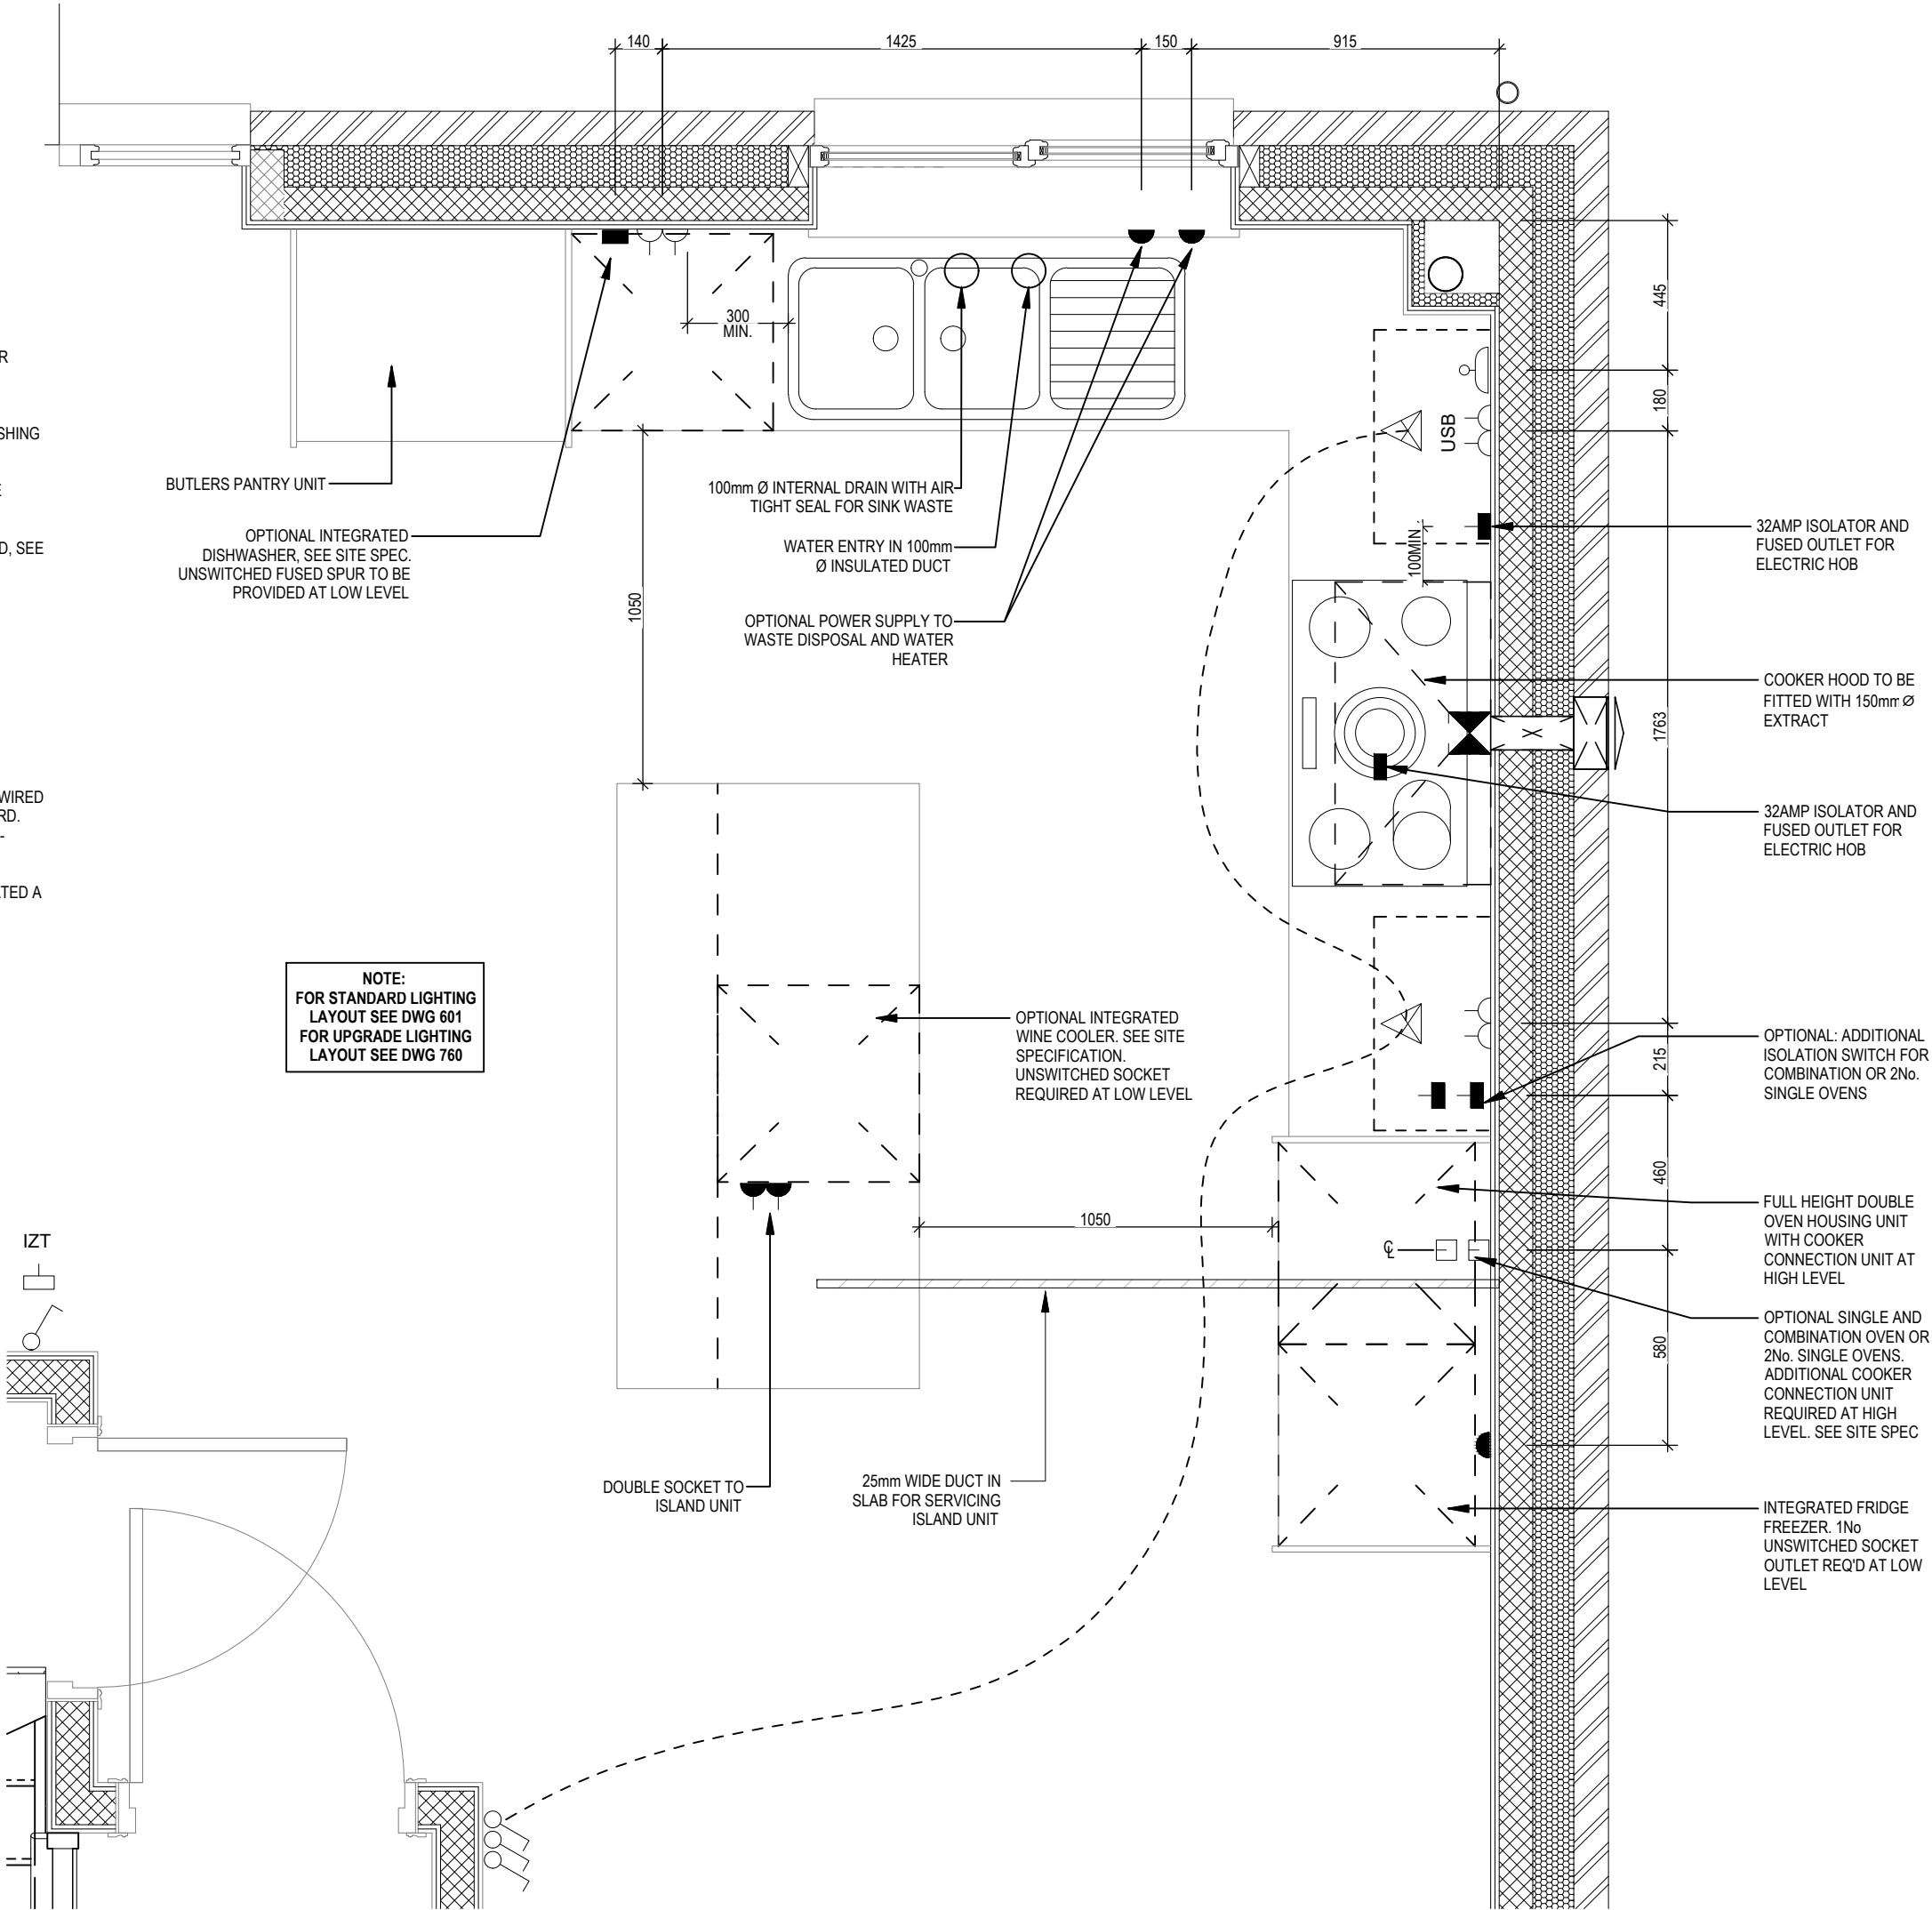 140
1425
150
915
445
180
1763
215
460
580
R
SHING
E
D, SEE
WIRED
RD.
-
ATED A
300
MIN.
BUTLERS PANTRY UNIT
OPTIONAL INTEGRATED
DISHWASHER, SEE SITE SPEC.
UNSWITCHED FUSED SPUR TO BE
PROVIDED AT LOW LEVEL
100mm Ø INTERNAL DRAIN WITH AIR
TIGHT SEAL FOR SINK WASTE
WATER ENTRY IN 100mm
Ø INSULATED DUCT
OPTIONAL POWER SUPPLY TO
WASTE DISPOSAL AND WATER
HEATER
1050
USB
100MIN.
32AMP ISOLATOR AND
FUSED OUTLET FOR
ELECTRIC HOB
COOKER HOOD TO BE
FITTED WITH 150mm Ø
EXTRACT
32AMP ISOLATOR AND
FUSED OUTLET FOR
ELECTRIC HOB
NOTE:
FOR STANDARD LIGHTING
LAYOUT SEE DWG 601
FOR UPGRADE LIGHTING
LAYOUT SEE DWG 760
OPTIONAL INTEGRATED
WINE COOLER. SEE SITE
SPECIFICATION.
UNSWITCHED SOCKET
REQUIRED AT LOW LEVEL
OPTIONAL: ADDITIONAL
ISOLATION SWITCH FOR
COMBINATION OR 2No.
SINGLE OVENS
1050
℄
FULL HEIGHT DOUBLE
OVEN HOUSING UNIT
WITH COOKER
CONNECTION UNIT AT
HIGH LEVEL
IZT
OPTIONAL SINGLE AND
COMBINATION OVEN OR
2No. SINGLE OVENS.
ADDITIONAL COOKER
CONNECTION UNIT
REQUIRED AT HIGH
LEVEL. SEE SITE SPEC
DOUBLE SOCKET TO
ISLAND UNIT
25mm WIDE DUCT IN
SLAB FOR SERVICING
ISLAND UNIT
INTEGRATED FRIDGE
FREEZER. 1No
UNSWITCHED SOCKET
OUTLET REQ'D AT LOW
LEVEL